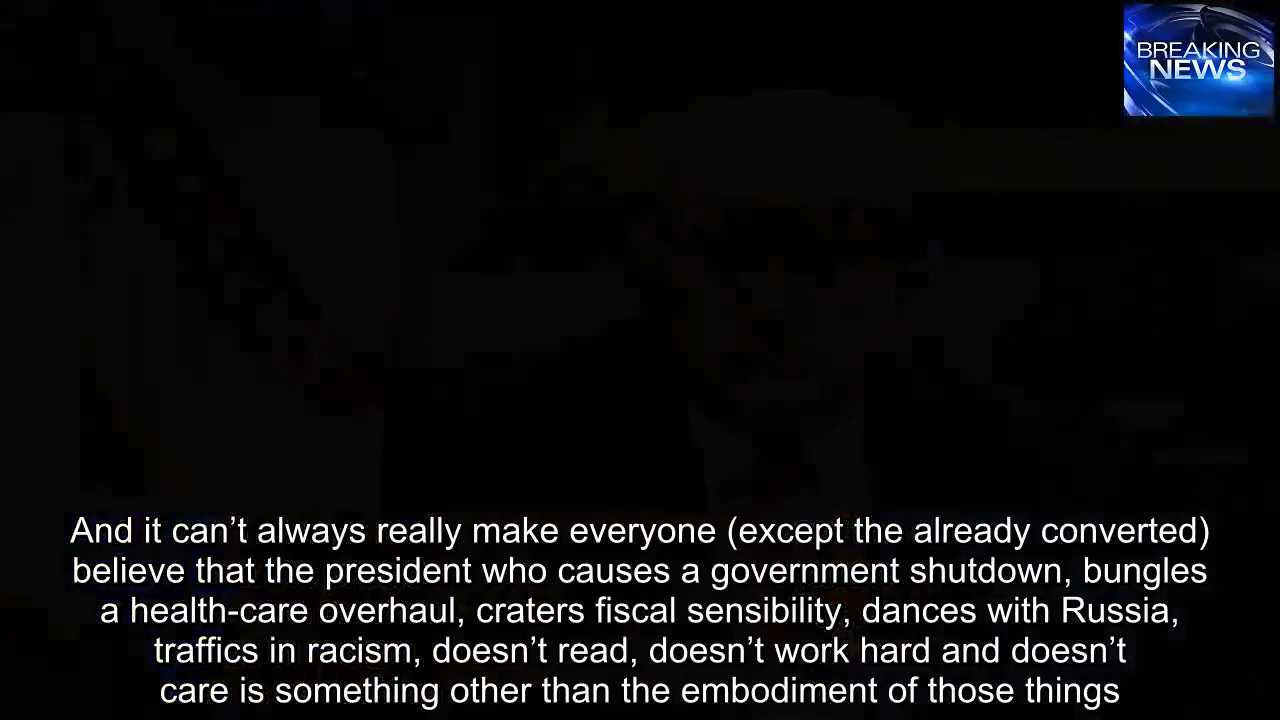 BREAKING
NEWS
And it can’t always really make everyone (except the already converted)
believe that the president who causes a government shutdown, bungles
a health-care overhaul, craters fiscal sensibility, dances with Russia,
traffics in racism, doesn’t read, doesn’t work hard and doesn’t
care is something other than the embodiment of those things